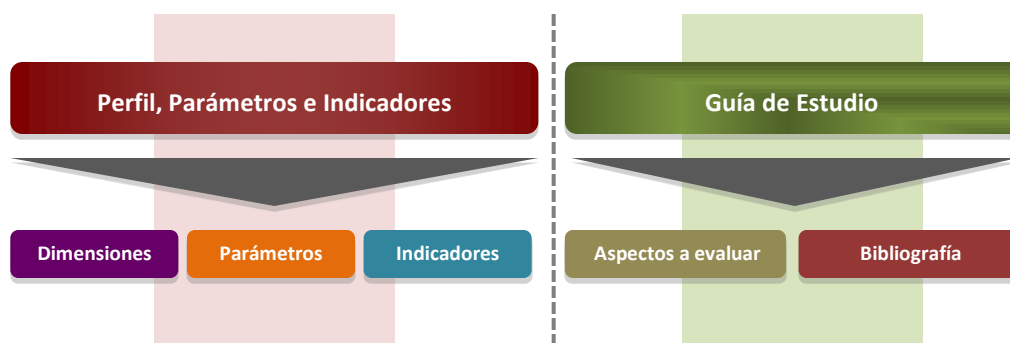 Perfil, Parámetros e Indicadores
Guía de Estudio
Dimensiones
Parámetros
Indicadores
Aspectos a evaluar
Bibliografía